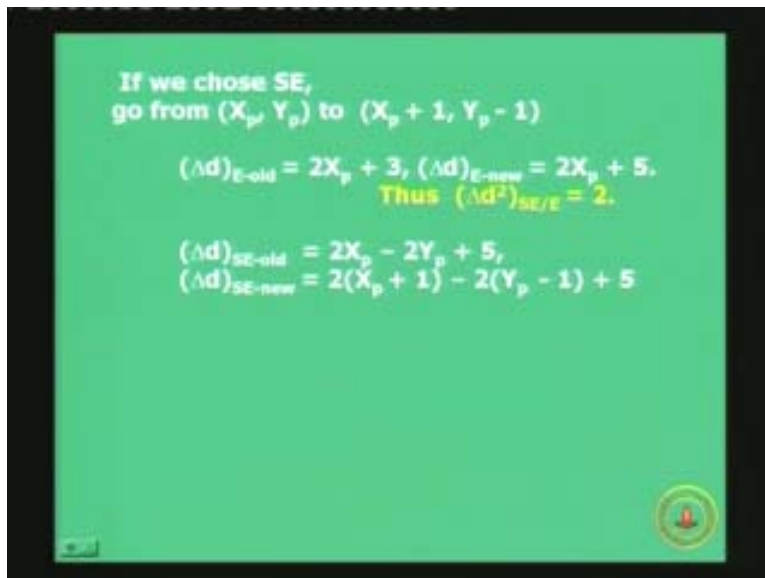 If we chose SE,
go from (Xp, Yp) to (Xp + 1, Yp - 1)
(Δd)E-old = 2Xp + 3, (Δd)E-new = 2Xp + 5.
Thus (Δd²)SE/E = 2.
(Δd)SE-old = 2Xp – 2Yp + 5,
(Δd)SE-new = 2(Xp + 1) – 2(Yp - 1) + 5